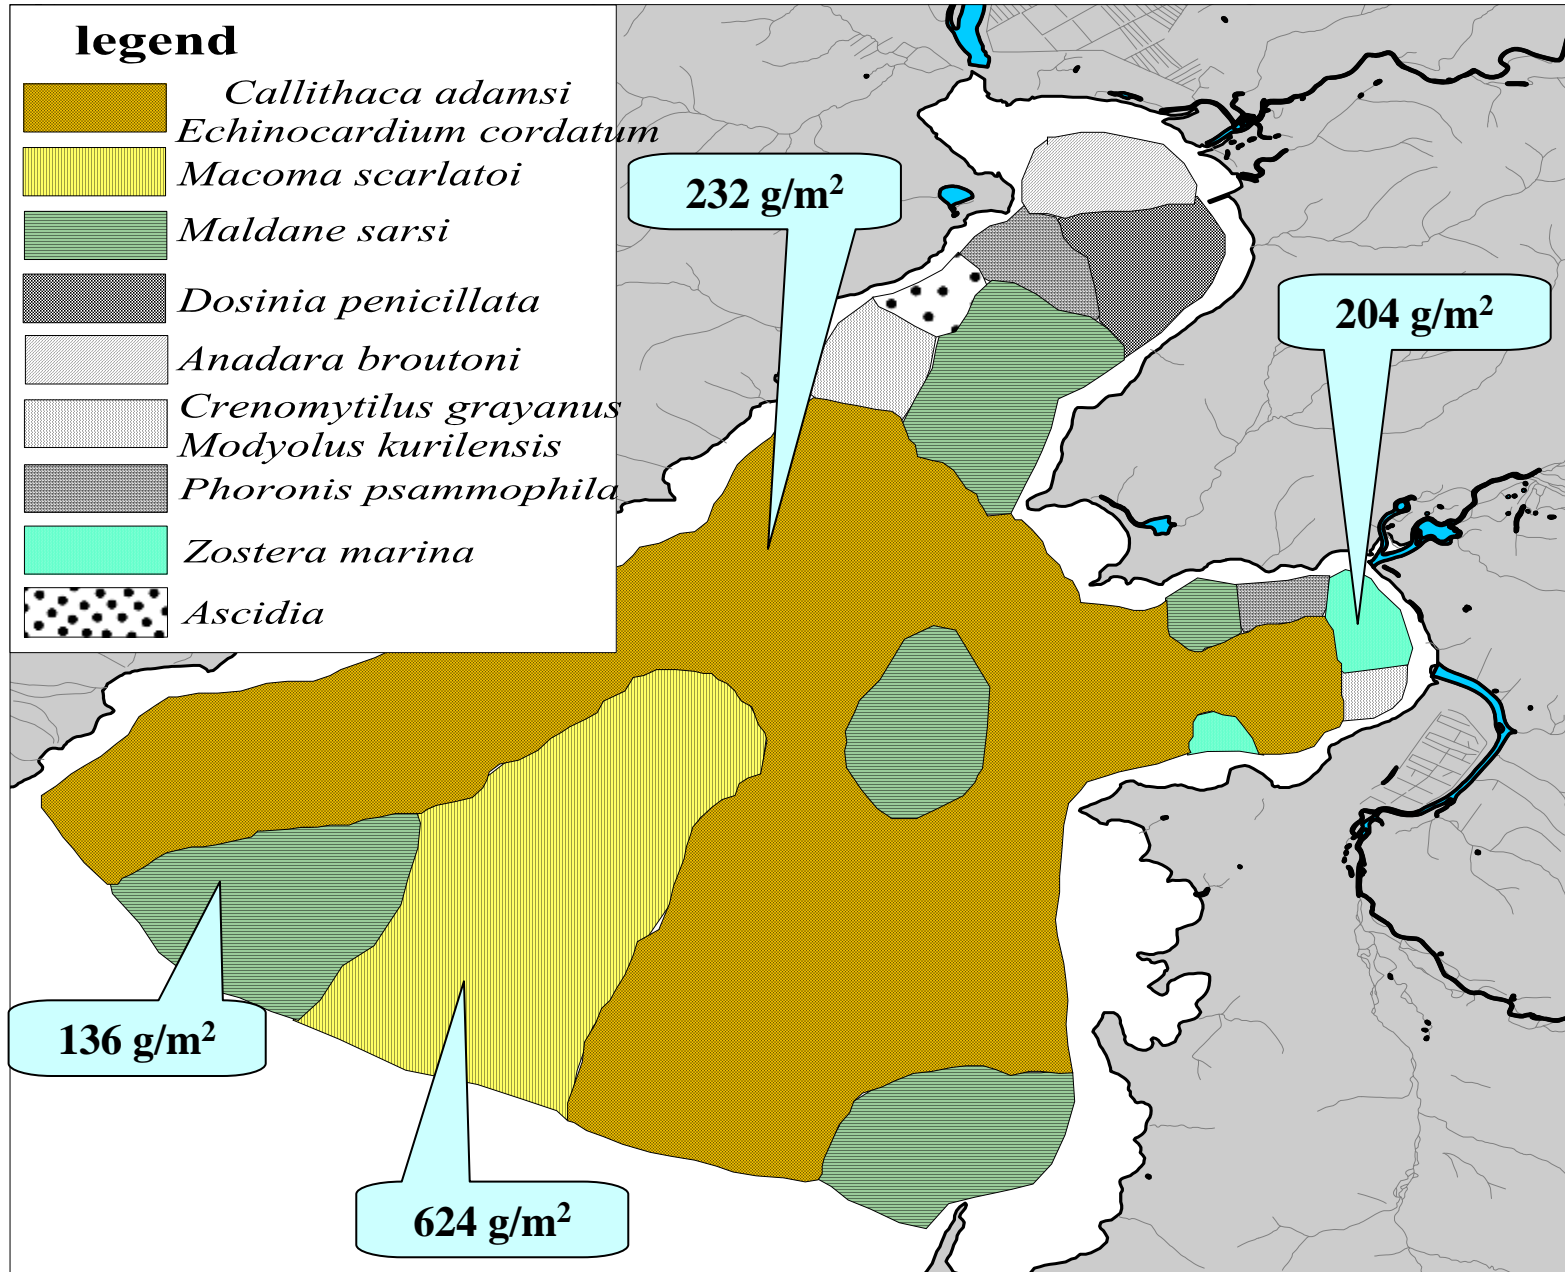 legend
Callithaca adamsi
Echinocardium cordatum
Macoma scarlatoi
Maldane sarsi
Dosinia penicillata
Anadara broutoni
Crenomytilus grayanus
Modyolus kurilensis
Phoronis psammophila
Zostera marina
Ascidia
232 g/m²
204 g/m²
136 g/m²
624 g/m²